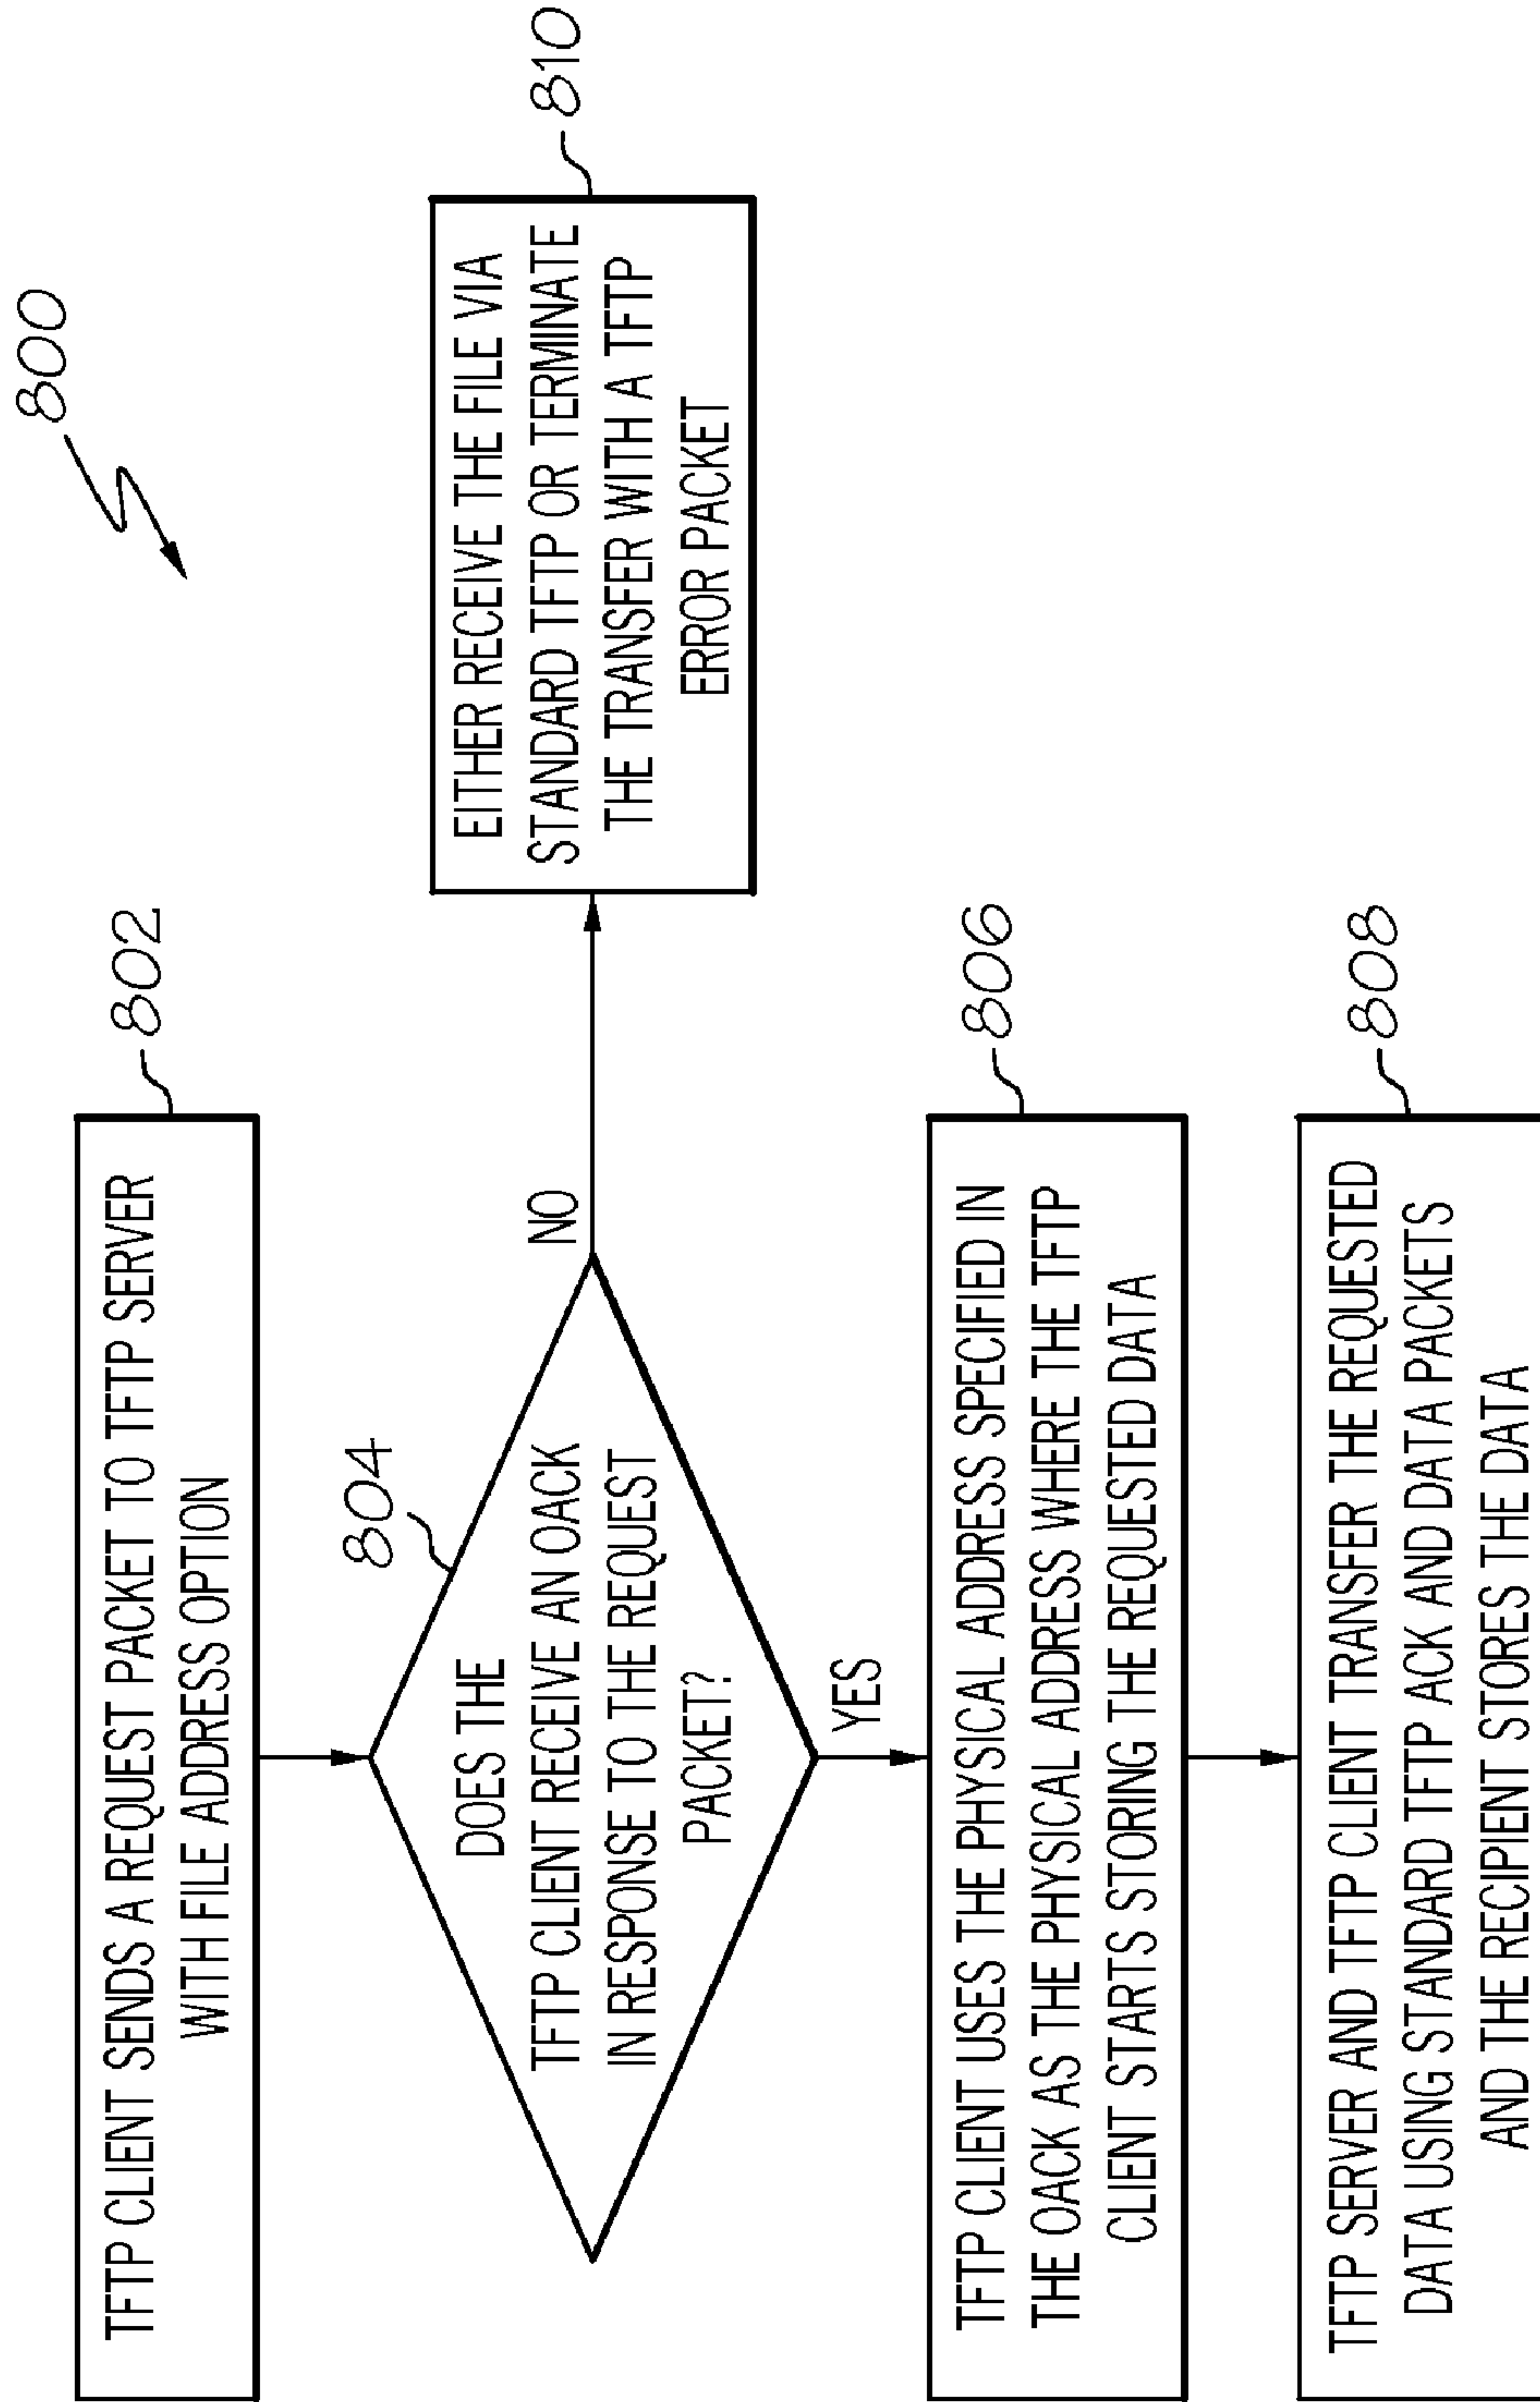 800
TFTP CLIENT SENDS A REQUEST PACKET TO TFTP SERVER
WITH FILE ADDRESS OPTION
802
804
DOES THE
TFTP CLIENT RECEIVE AN OACK
IN RESPONSE TO THE REQUEST
PACKET?
NO
EITHER RECEIVE THE FILE VIA
STANDARD TFTP OR TERMINATE
THE TRANSFER WITH A TFTP
ERROR PACKET
810
YES
TFTP CLIENT USES THE PHYSICAL ADDRESS SPECIFIED IN
THE OACK AS THE PHYSICAL ADDRESS WHERE THE TFTP
CLIENT STARTS STORING THE REQUESTED DATA
806
TFTP SERVER AND TFTP CLIENT TRANSFER THE REQUESTED
DATA USING STANDARD TFTP ACK AND DATA PACKETS
AND THE RECIPIENT STORES THE DATA
808